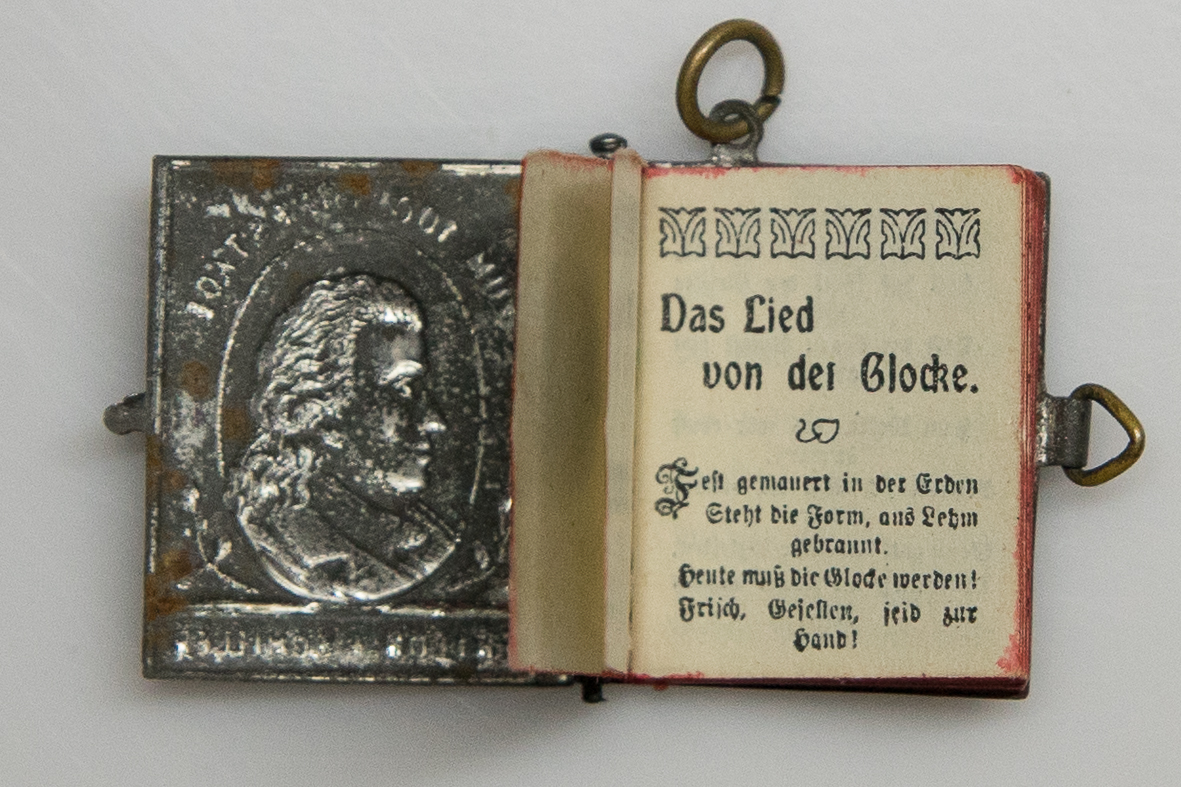 Das Lied
von der Glocke.
Fest gemauert in der Erden
Steht die Form, aus Lehm
gebrannt.
Heute muß die Glocke werden!
Frisch, Gesellen, seid zur
Hand!